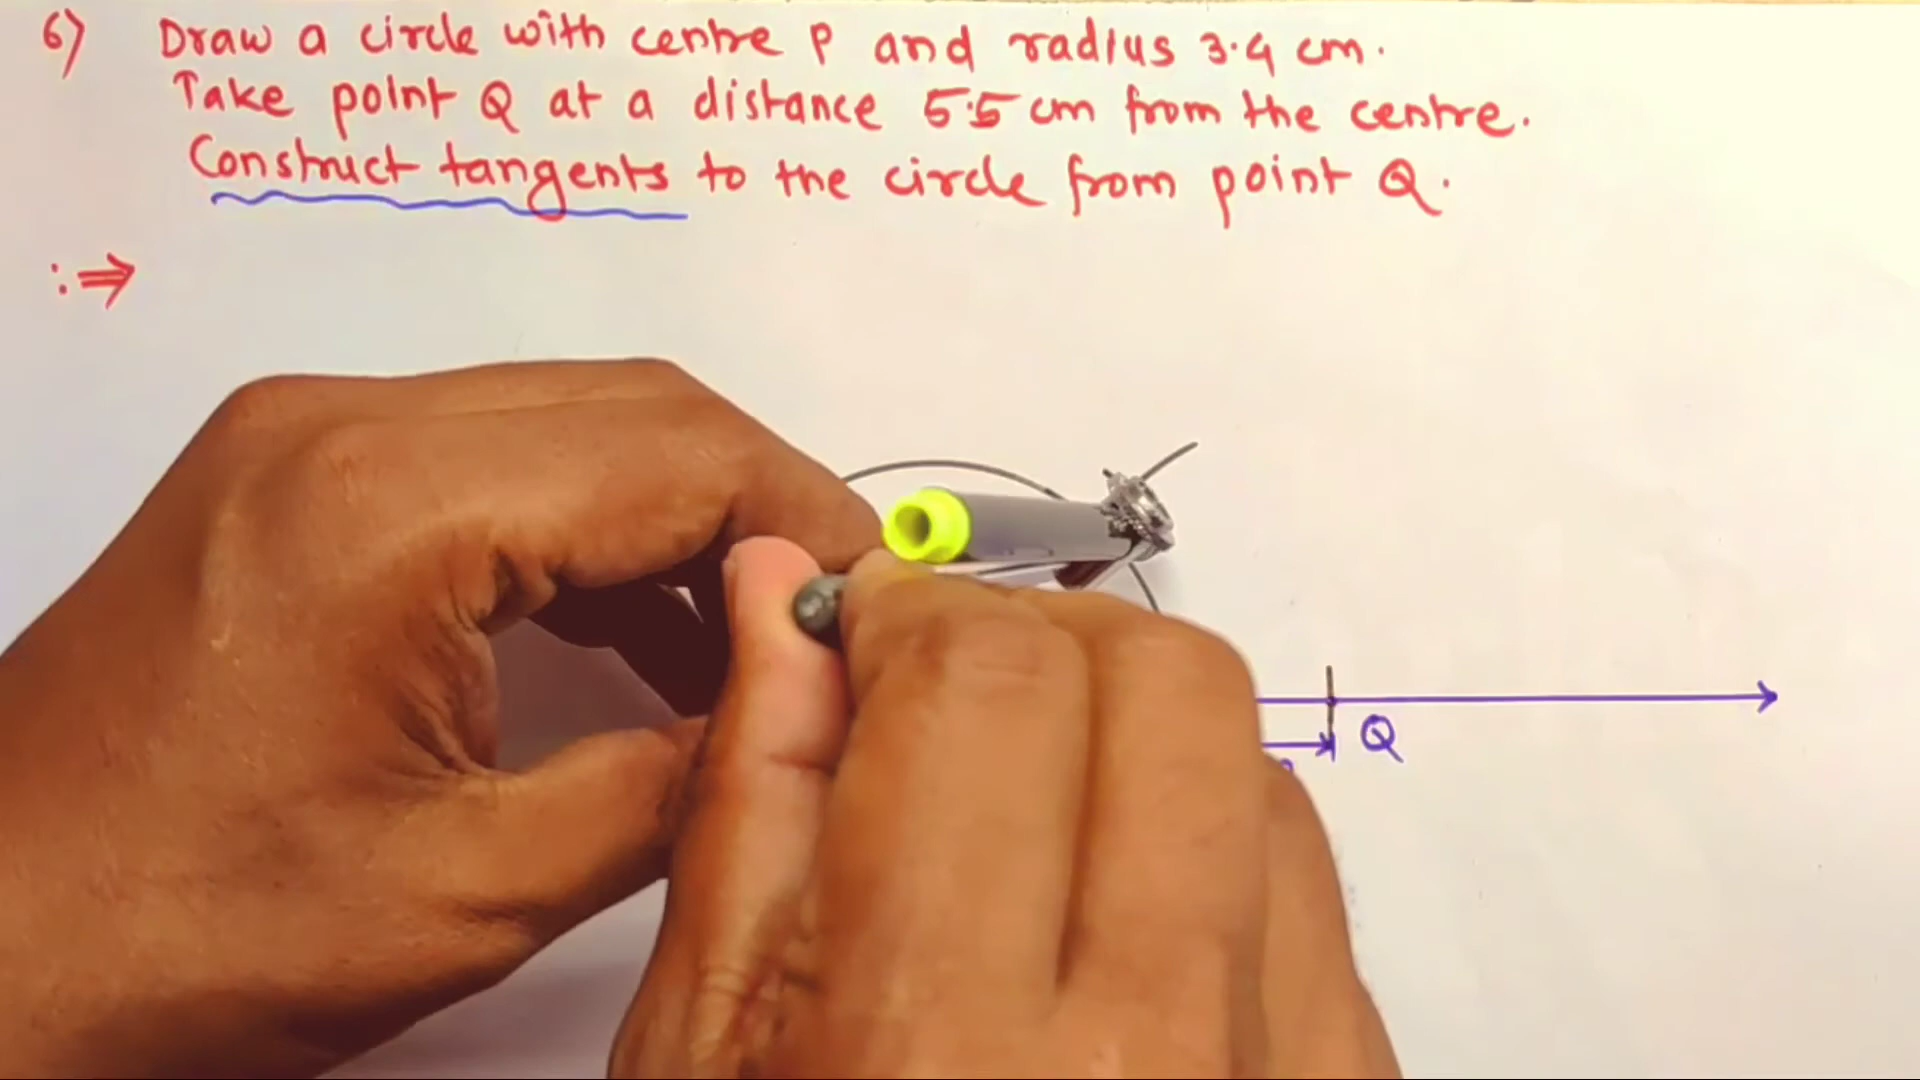 6) Draw a circle with centre P and radius 3.4 cm.
Take point Q at a distance 5.5 cm from the centre.
Construct tangents to the circle from point Q.
:⇒
Q